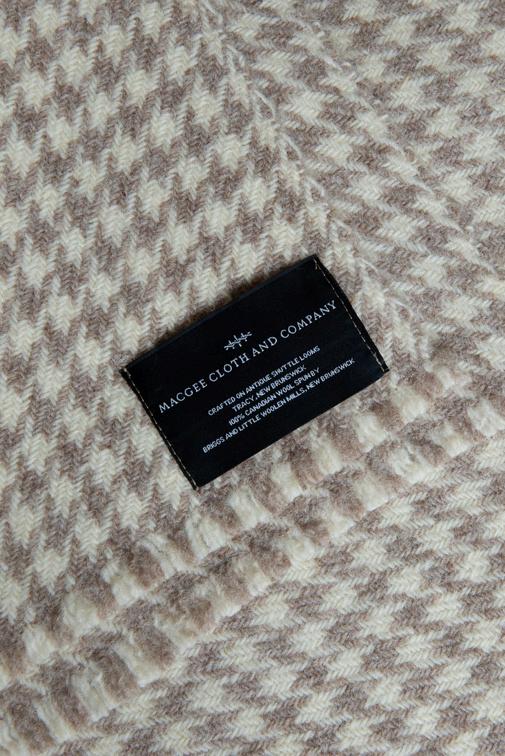 MACGEE CLOTH AND COMPANY
CRAFTED ON ANTIQUE SHUTTLE LOOMS
TRACY, NEW BRUNSWICK
100% CANADIAN WOOL SPUN BY
BRIGGS AND LITTLE WOOLEN MILLS, NEW BRUNSWICK